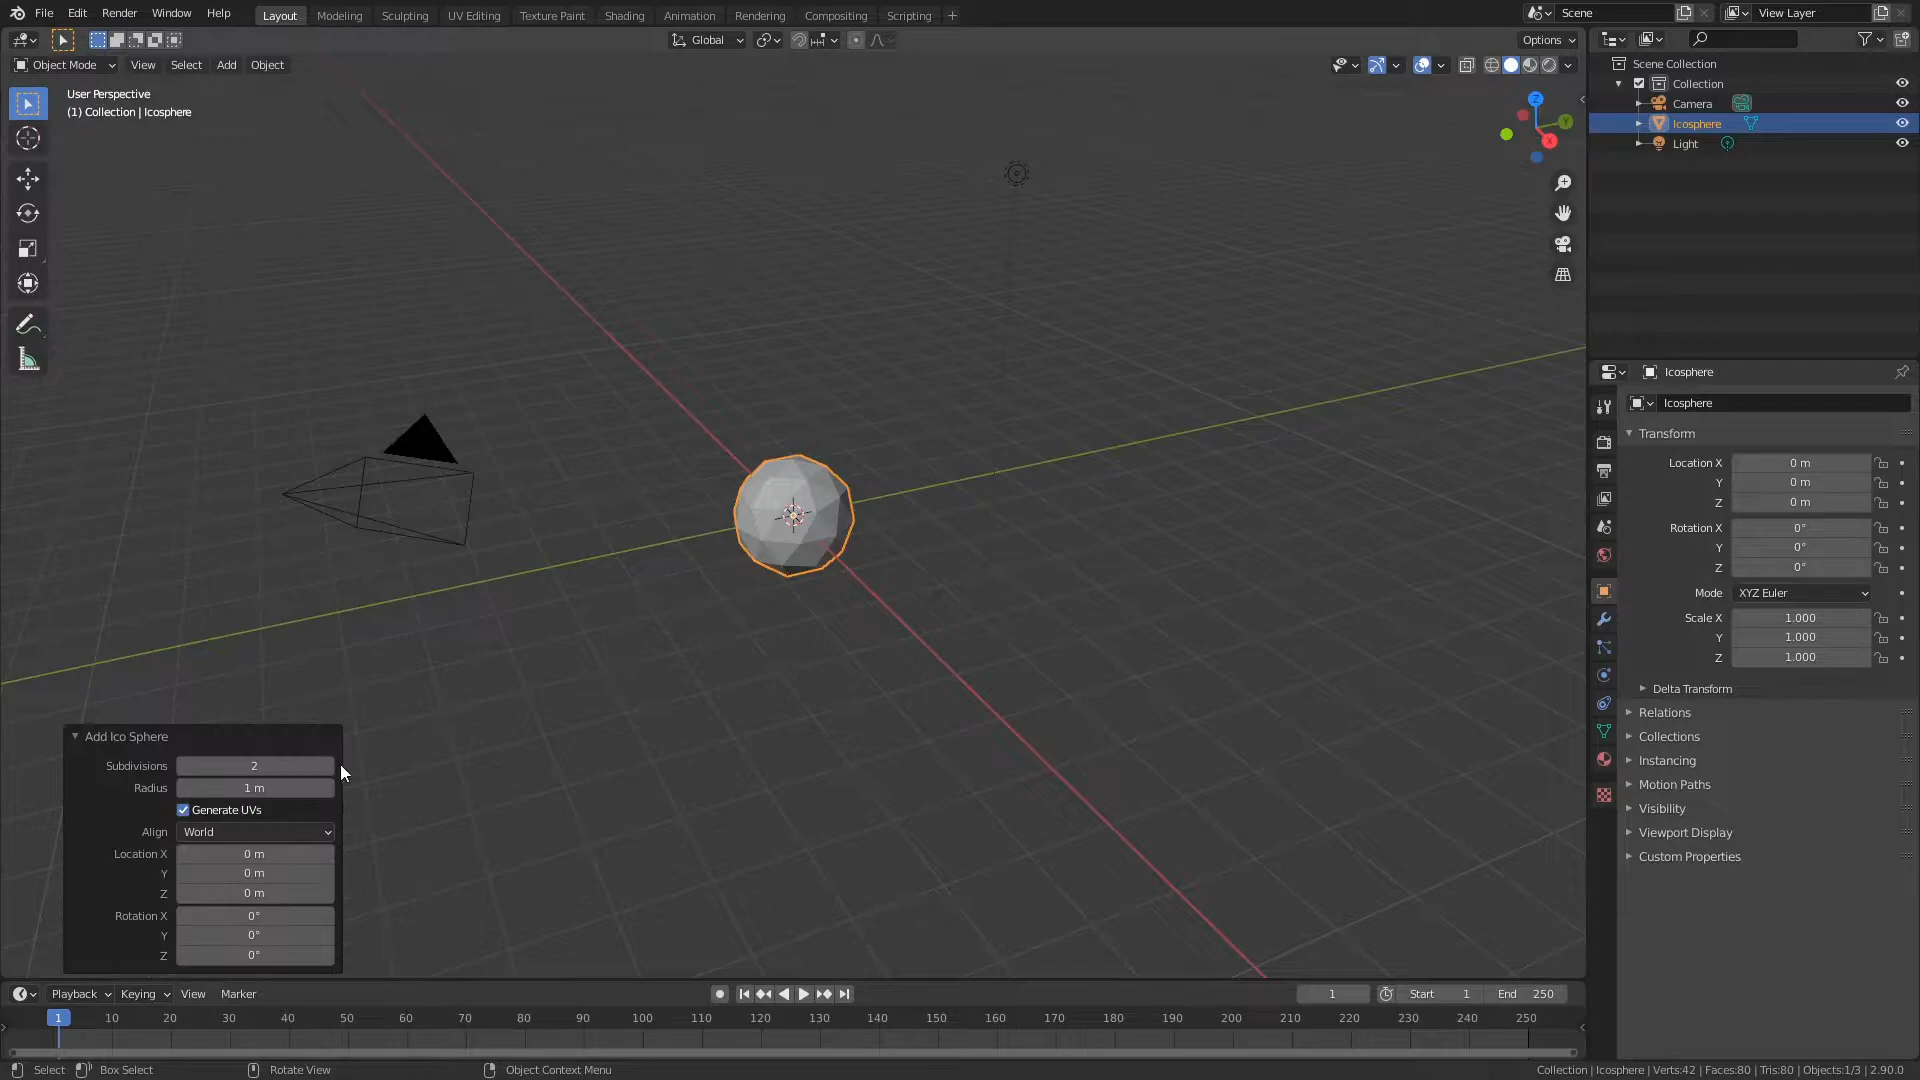 File Edit Render Window Help Layout Modeling Sculpting UV Editing Texture Paint Shading Animation Rendering Compositing Scripting + Scene View Layer
Global Options
Object Mode View Select Add Object
User Perspective
(1) Collection | Icosphere
Z
Y
X
Scene Collection
Collection
Camera
Icosphere
Light
Icosphere
Icosphere
Transform
Location X 0 m
Y 0 m
Z 0 m
Rotation X 0°
Y 0°
Z 0°
Mode XYZ Euler
Scale X 1.000
Y 1.000
Z 1.000
Delta Transform
Relations
Collections
Instancing
Motion Paths
Visibility
Viewport Display
Custom Properties
Add Ico Sphere
Subdivisions 2
Radius 1 m
Generate UVs
Align World
Location X 0 m
Y 0 m
Z 0 m
Rotation X 0°
Y 0°
Z 0°
Playback Keying View Marker 1 Start 1 End 250
1 10 20 30 40 50 60 70 80 90 100 110 120 130 140 150 160 170 180 190 200 210 220 230 240 250
Select Box Select Rotate View Object Context Menu Collection | Icosphere | Verts:42 | Faces:80 | Tris:80 | Objects:1/3 | 2.90.0